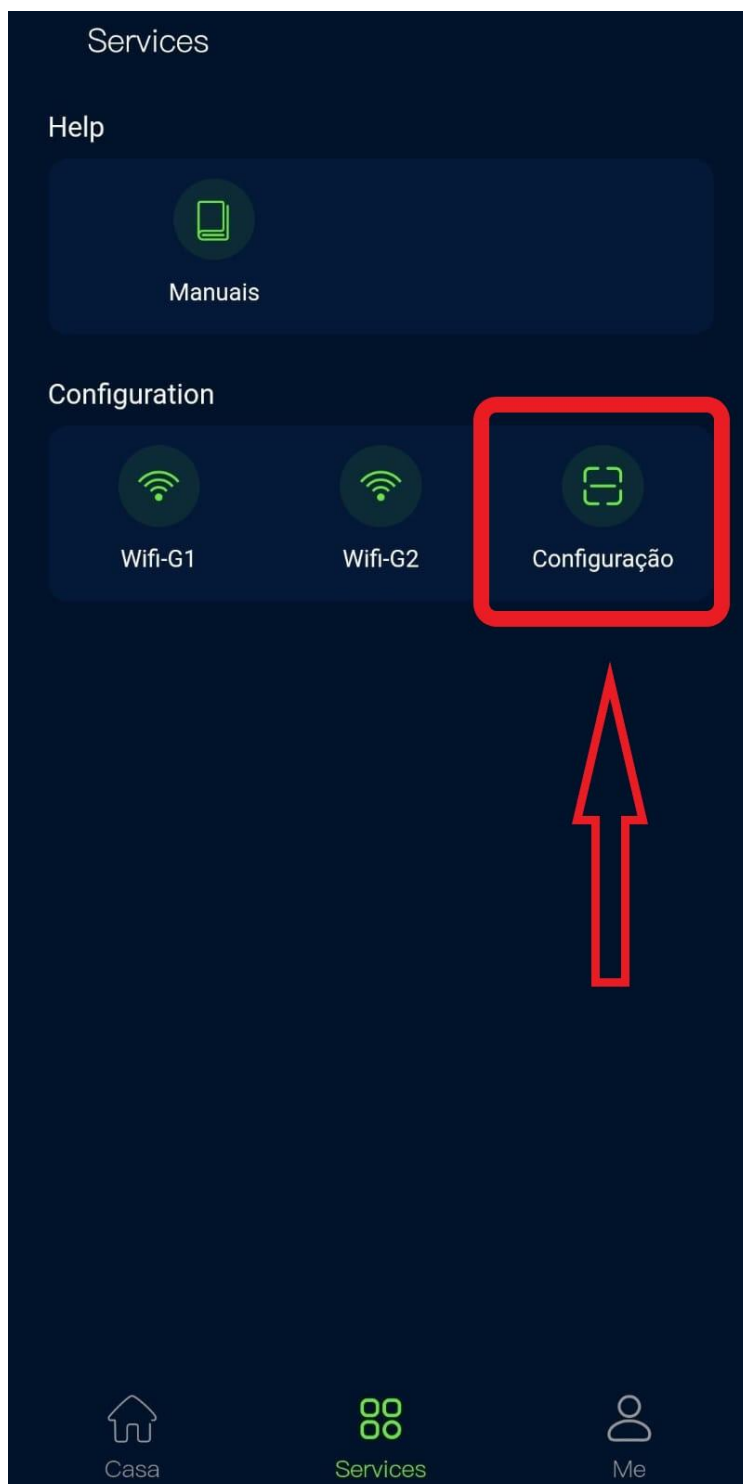 Services
Help
Manuais
Configuration
Wifi-G1 Wifi-G2 Configuração
Casa Services Me